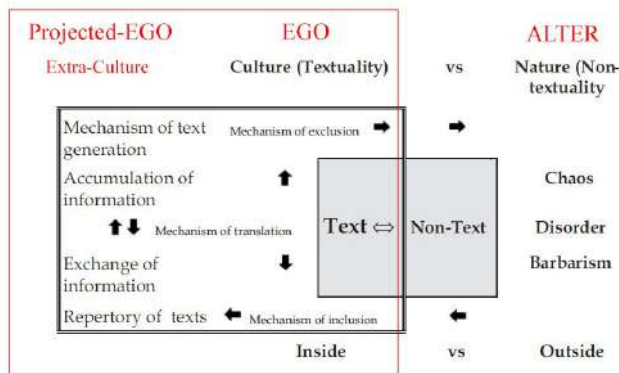 Projected-EGO EGO ALTER
Extra-Culture Culture (Textuality) vs Nature (Non-
textuality
Mechanism of text Mechanism of exclusion
generation
Accumulation of Chaos
information
Mechanism of translation Text ⇔ Non-Text Disorder
Exchange of Barbarism
information
Repertory of texts Mechanism of inclusion
Inside vs Outside